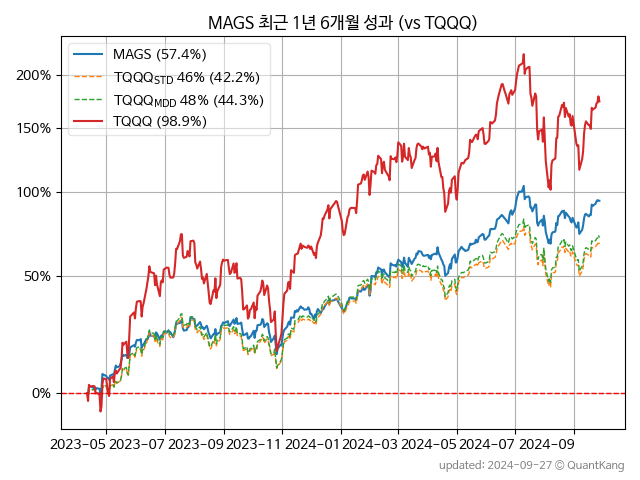 MAGS 최근 1년 6개월 성과 (vs TQQQ)
MAGS (57.4%)
TQQQSTD 46% (42.2%)
TQQQMDD 48% (44.3%)
TQQQ (98.9%)
200%
150%
100%
50%
0%
2023-05 2023-07 2023-09 2023-11 2024-01 2024-03 2024-05 2024-07 2024-09
updated: 2024-09-27 © QuantKang